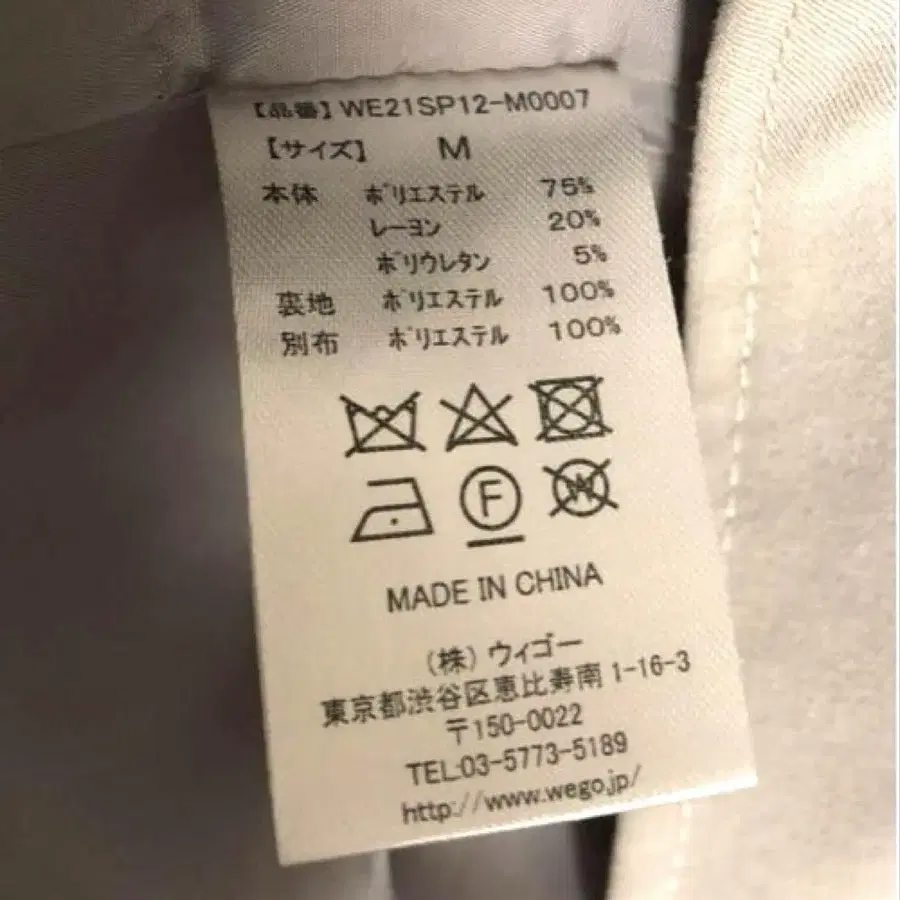 【品番】WE21SP12-M0007
【サイズ】 M
本体 ポリエステル 75%
レーヨン 20%
ポリウレタン 5%
裏地 ポリエステル 100%
別布 ポリエステル 100%
F W
MADE IN CHINA
(株)ウィゴー
東京都渋谷区恵比寿南1-16-3
〒150-0022
TEL:03-5773-5189
http://www.wego.jp/